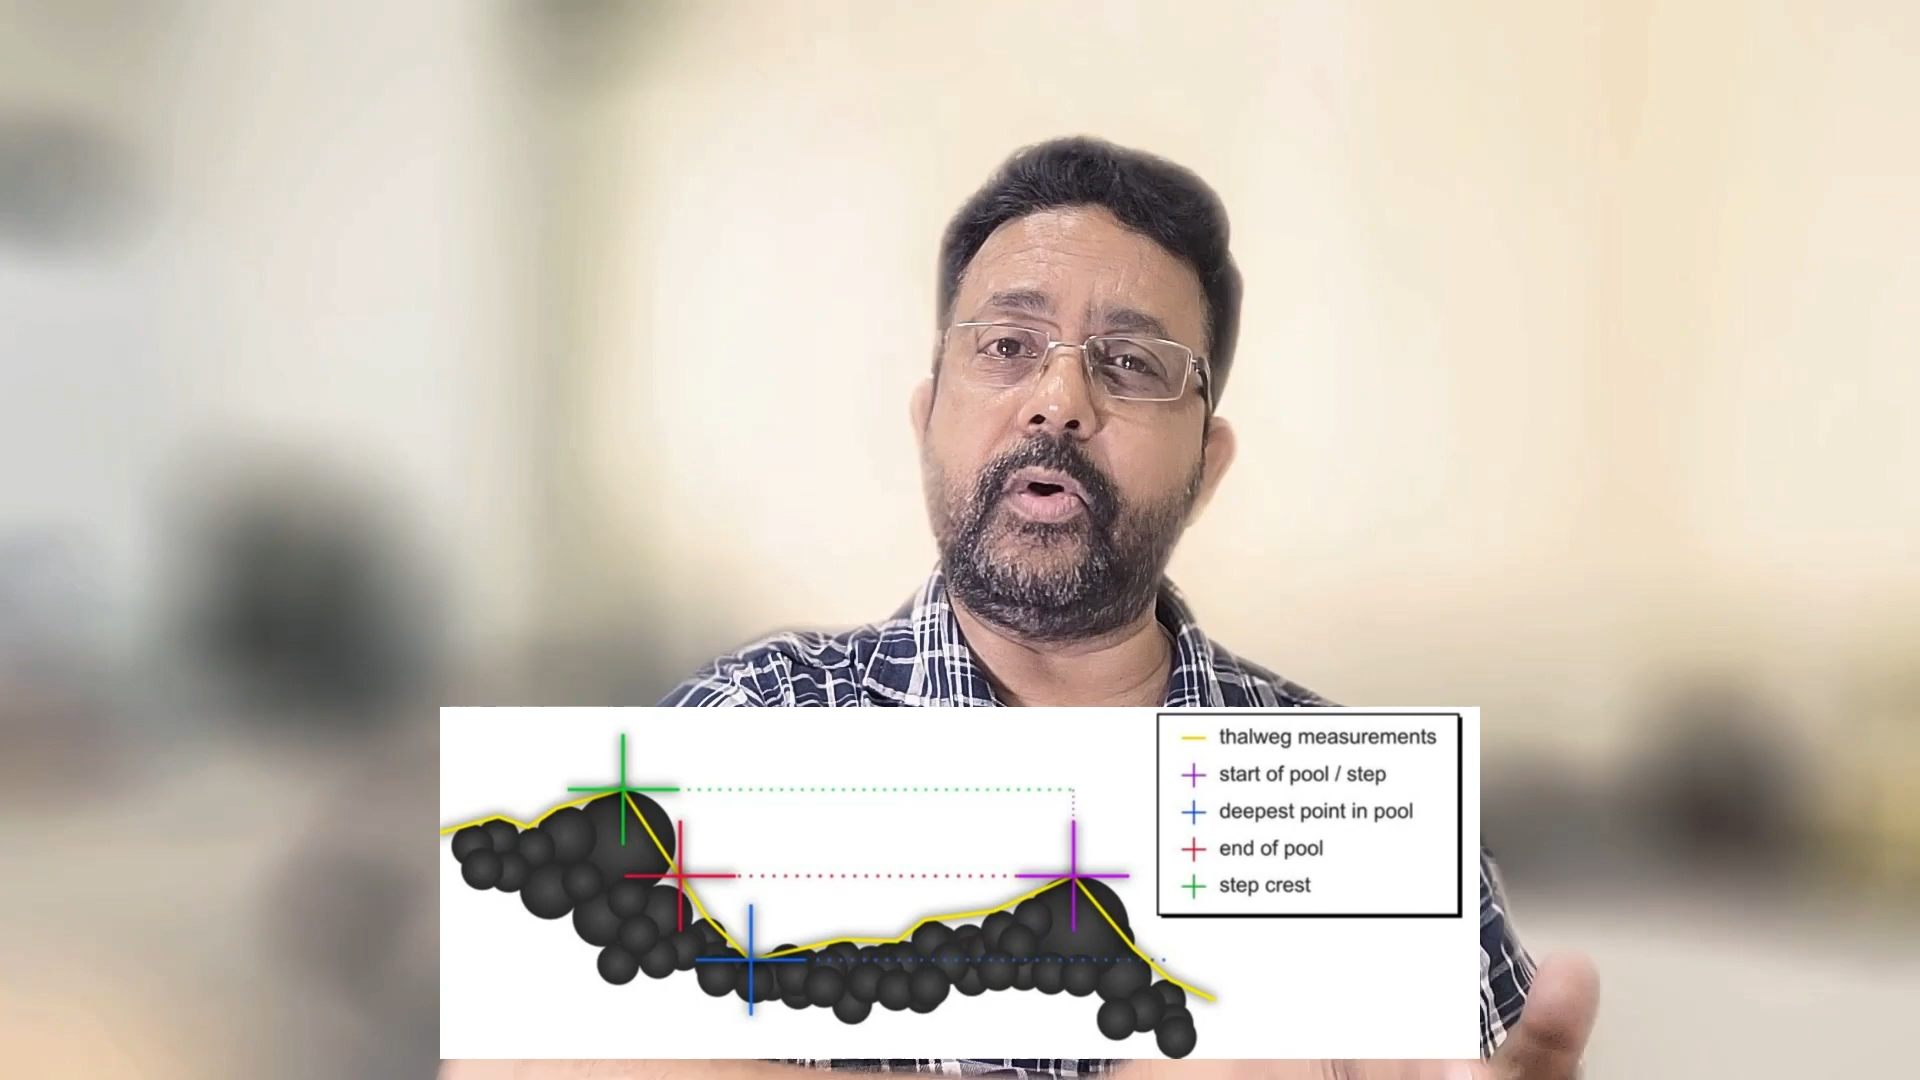 thalweg measurements
start of pool / step
deepest point in pool
end of pool
step crest